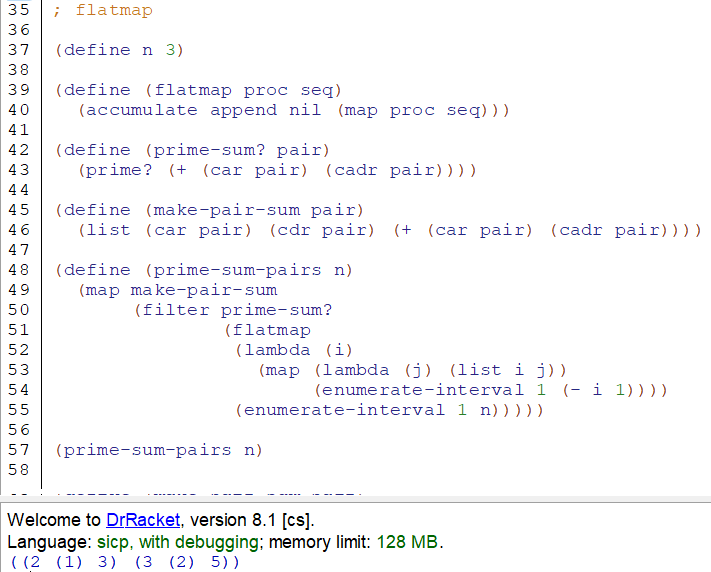 35 ; flatmap
36
37 (define n 3)
38
39 (define (flatmap proc seq)
40   (accumulate append nil (map proc seq)))
41
42 (define (prime-sum? pair)
43   (prime? (+ (car pair) (cadr pair))))
44
45 (define (make-pair-sum pair)
46   (list (car pair) (cdr pair) (+ (car pair) (cadr pair))))
47
48 (define (prime-sum-pairs n)
49   (map make-pair-sum
50        (filter prime-sum?
51                (flatmap
52                 (lambda (i)
53                   (map (lambda (j) (list i j))
54                        (enumerate-interval 1 (- i 1))))
55                 (enumerate-interval 1 n)))))
56
57 (prime-sum-pairs n)
58
Welcome to DrRacket, version 8.1 [cs].
Language: sicp, with debugging; memory limit: 128 MB.
((2 (1) 3) (3 (2) 5))